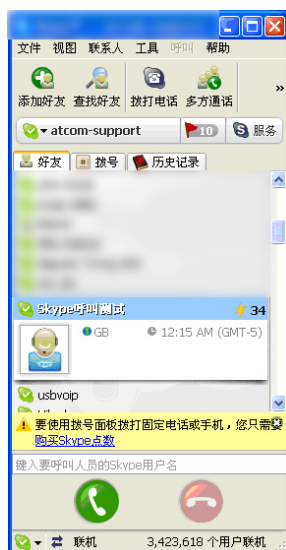 文件 视图 联系人 工具 呼叫 帮助
添加好友 查找好友 拨打电话 多方通话 »
atcom-support 10 服务
好友 拨号 历史记录
Skype呼叫测试 34
GB 12:15 AM (GMT-5)
usbvoip
要使用拨号面板拨打固定电话或手机，您只需要
购买Skype点数
键入要呼叫人员的Skype用户名
联机 3,423,618 个用户联机